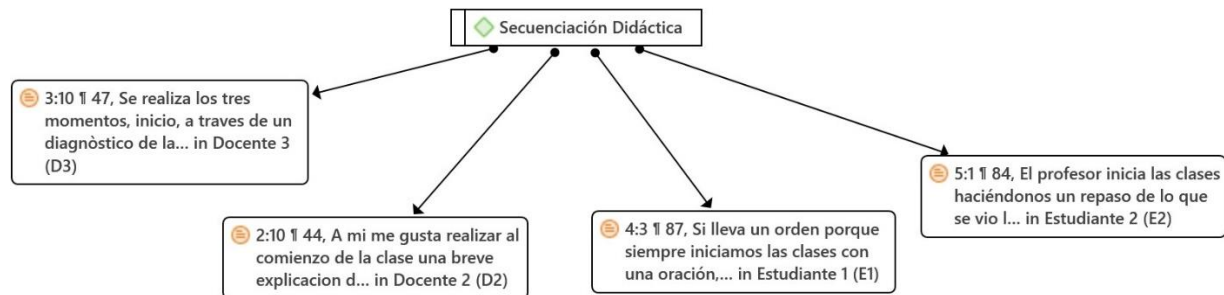 Secuenciación Didáctica
3:10 ¶ 47, Se realiza los tres
momentos, inicio, a traves de un
diagnòstico de la... in Docente 3
(D3)
2:10 ¶ 44, A mi me gusta realizar al
comienzo de la clase una breve
explicacion d... in Docente 2 (D2)
4:3 ¶ 87, Si lleva un orden porque
siempre iniciamos las clases con
una oración,... in Estudiante 1 (E1)
5:1 ¶ 84, El profesor inicia las clases
haciéndonos un repaso de lo que
se vio l... in Estudiante 2 (E2)